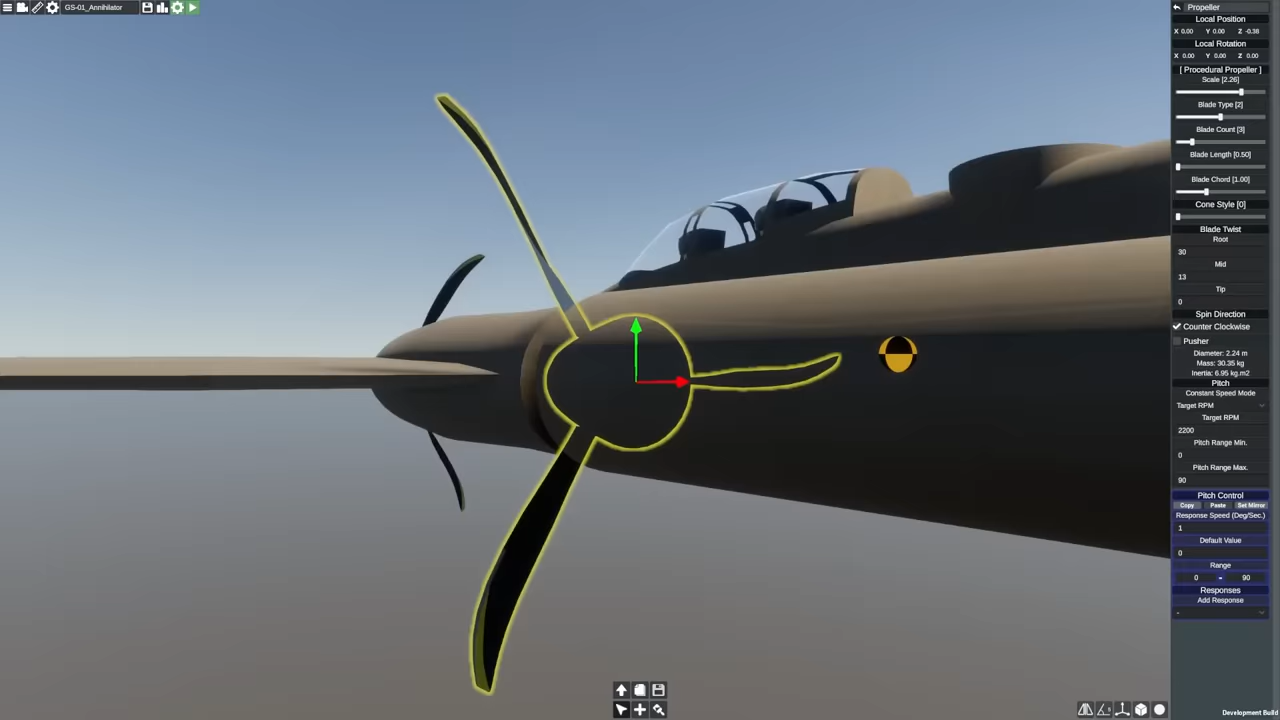 GS-01_Annihilator
Propeller
Local Position
X 0.00 Y 0.00 Z -0.38
Local Rotation
X 0.00 Y 0.00 Z 0.00
[ Procedural Propeller ]
Scale [2.26]
Blade Type [2]
Blade Count [3]
Blade Length [0.50]
Blade Chord [1.00]
Cone Style [0]
Blade Twist
Root
30
Mid
13
Tip
0
Spin Direction
Counter Clockwise
Pusher
Diameter: 2.24 m
Mass: 30.35 kg
Inertia: 6.95 kg.m2
Pitch
Constant Speed Mode
Target RPM
Target RPM
2200
Pitch Range Min.
0
Pitch Range Max.
90
Pitch Control
Copy Paste Set Mirror
Response Speed (Deg/Sec.)
1
Default Value
0
Range
0 - 90
Responses
Add Response
-
Development Build